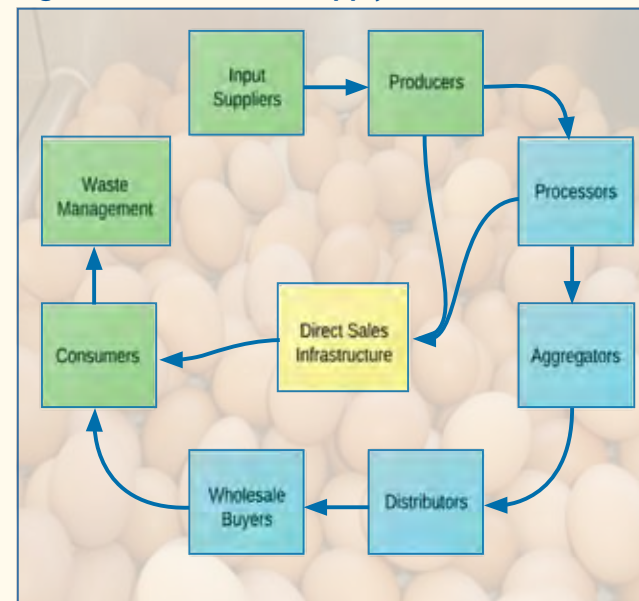 Input
Suppliers
Producers
Waste
Management
Processors
Direct Sales
Infrastructure
Consumers
Aggregators
Wholesale
Buyers
Distributors